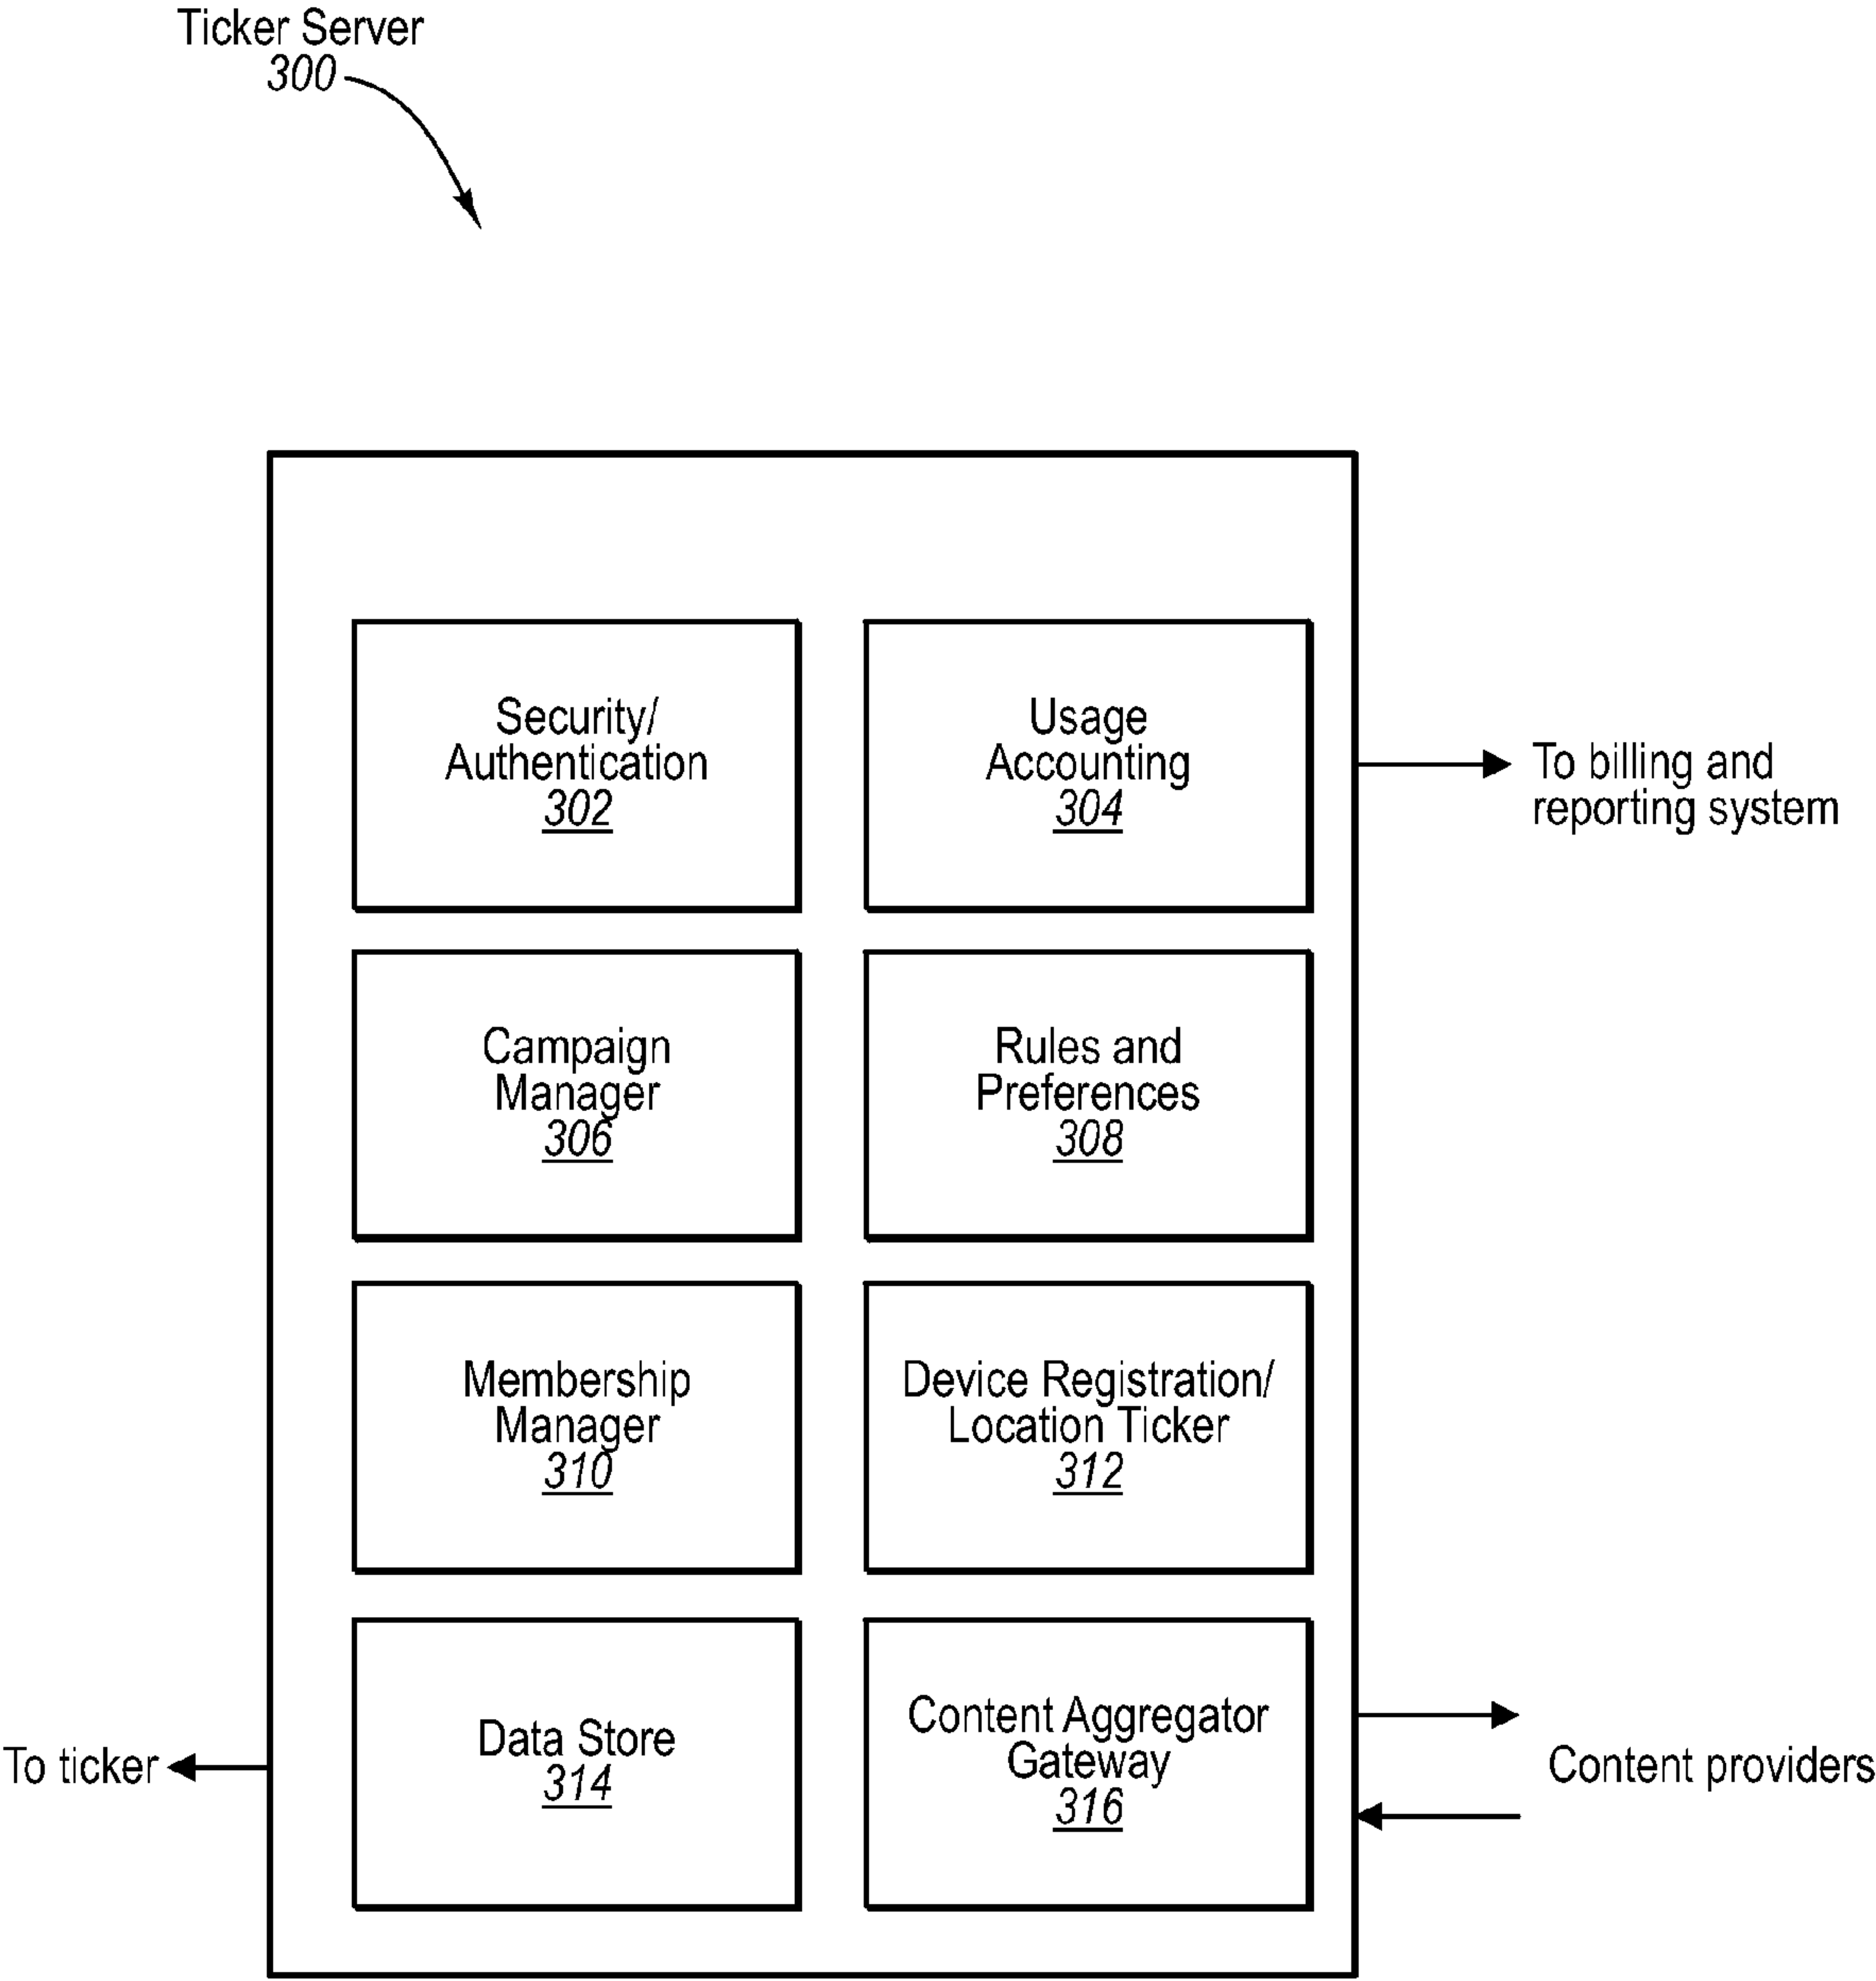 Ticker Server
300
Security/
Authentication
302
Usage
Accounting
304
To billing and
reporting system
Campaign
Manager
306
Rules and
Preferences
308
Membership
Manager
310
Device Registration/
Location Ticker
312
To ticker
Data Store
314
Content Aggregator
Gateway
316
Content providers